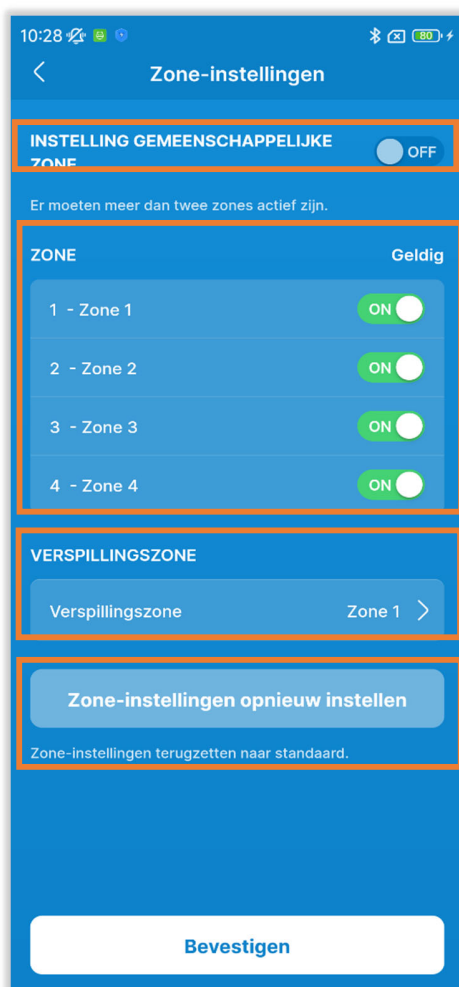 10:28
80
Zone-instellingen
INSTELLING GEMEENSCHAPPELIJKE
ZONE
OFF
Er moeten meer dan twee zones actief zijn.
ZONE Geldig
1 - Zone 1 ON
2 - Zone 2 ON
3 - Zone 3 ON
4 - Zone 4 ON
VERSPILLINGSZONE
Verspillingszone Zone 1
Zone-instellingen opnieuw instellen
Zone-instellingen terugzetten naar standaard.
Bevestigen